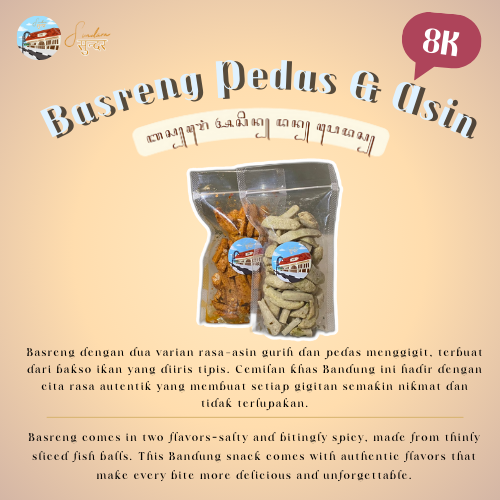 Sundara
सुन्दर
8K
Basreng Pedas & Asin
Basreng dengan dua varian rasa-asin gurih dan pedas menggigit, terbuat
dari bakso ikan yang diiris tipis. Cemilan khas Bandung ini hadir dengan
cita rasa autentik yang membuat setiap gigitan semakin nikmat dan
tidak terlupakan.
Basreng comes in two flavors-salty and bitingly spicy, made from thinly
sliced fish balls. This Bandung snack comes with authentic flavors that
make every bite more delicious and unforgettable.